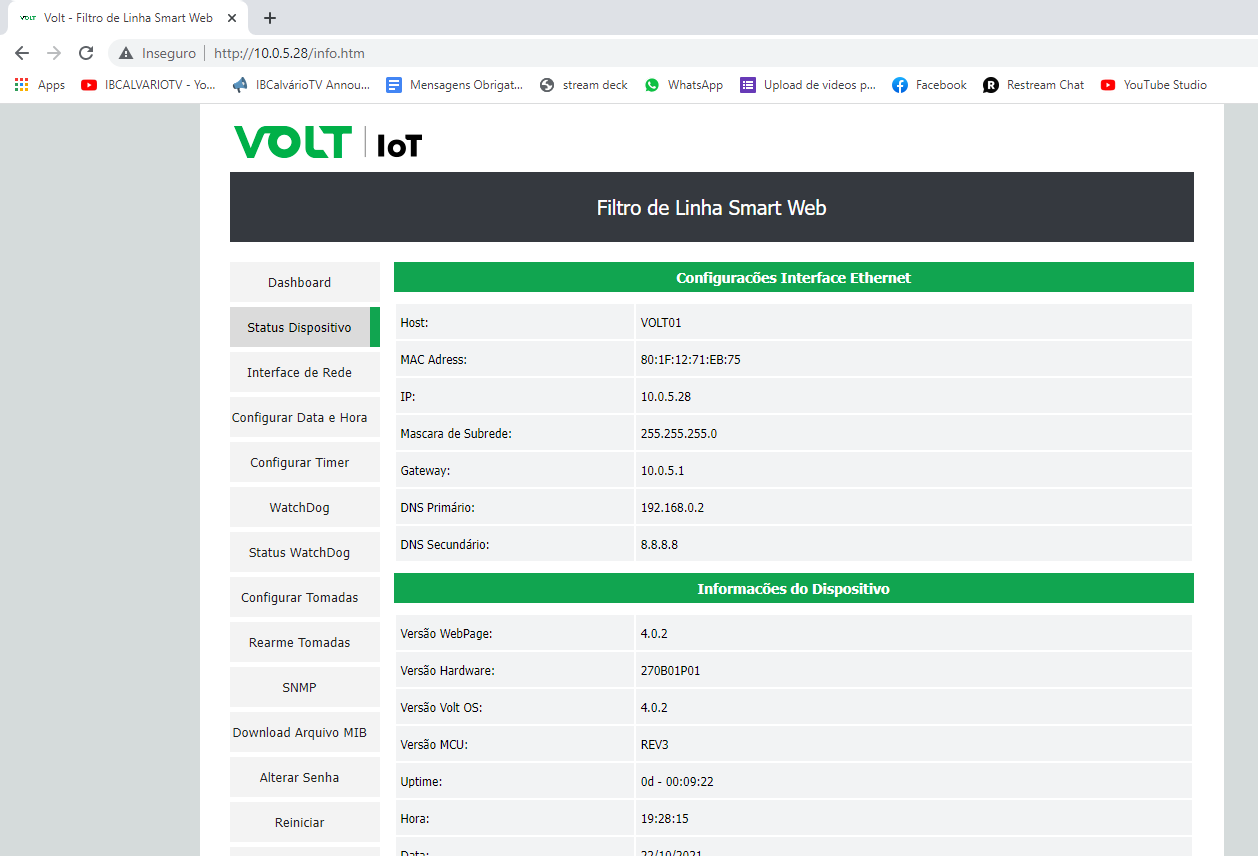 VOLT Volt - Filtro de Linha Smart Web
Inseguro | http://10.0.5.28/info.htm
Apps IBCALVARIOTV - Yo... IBCalvárioTV Annou... Mensagens Obrigat... stream deck WhatsApp Upload de videos p... Facebook R Restream Chat YouTube Studio
VOLT | IoT
Filtro de Linha Smart Web
Dashboard
Status Dispositivo
Interface de Rede
Configurar Data e Hora
Configurar Timer
WatchDog
Status WatchDog
Configurar Tomadas
Rearme Tomadas
SNMP
Download Arquivo MIB
Alterar Senha
Reiniciar
Configuracões Interface Ethernet
Host: VOLT01
MAC Adress: 80:1F:12:71:EB:75
IP: 10.0.5.28
Mascara de Subrede: 255.255.255.0
Gateway: 10.0.5.1
DNS Primário: 192.168.0.2
DNS Secundário: 8.8.8.8
Informacões do Dispositivo
Versão WebPage: 4.0.2
Versão Hardware: 270B01P01
Versão Volt OS: 4.0.2
Versão MCU: REV3
Uptime: 0d - 00:09:22
Hora: 19:28:15
Data: 22/10/2021